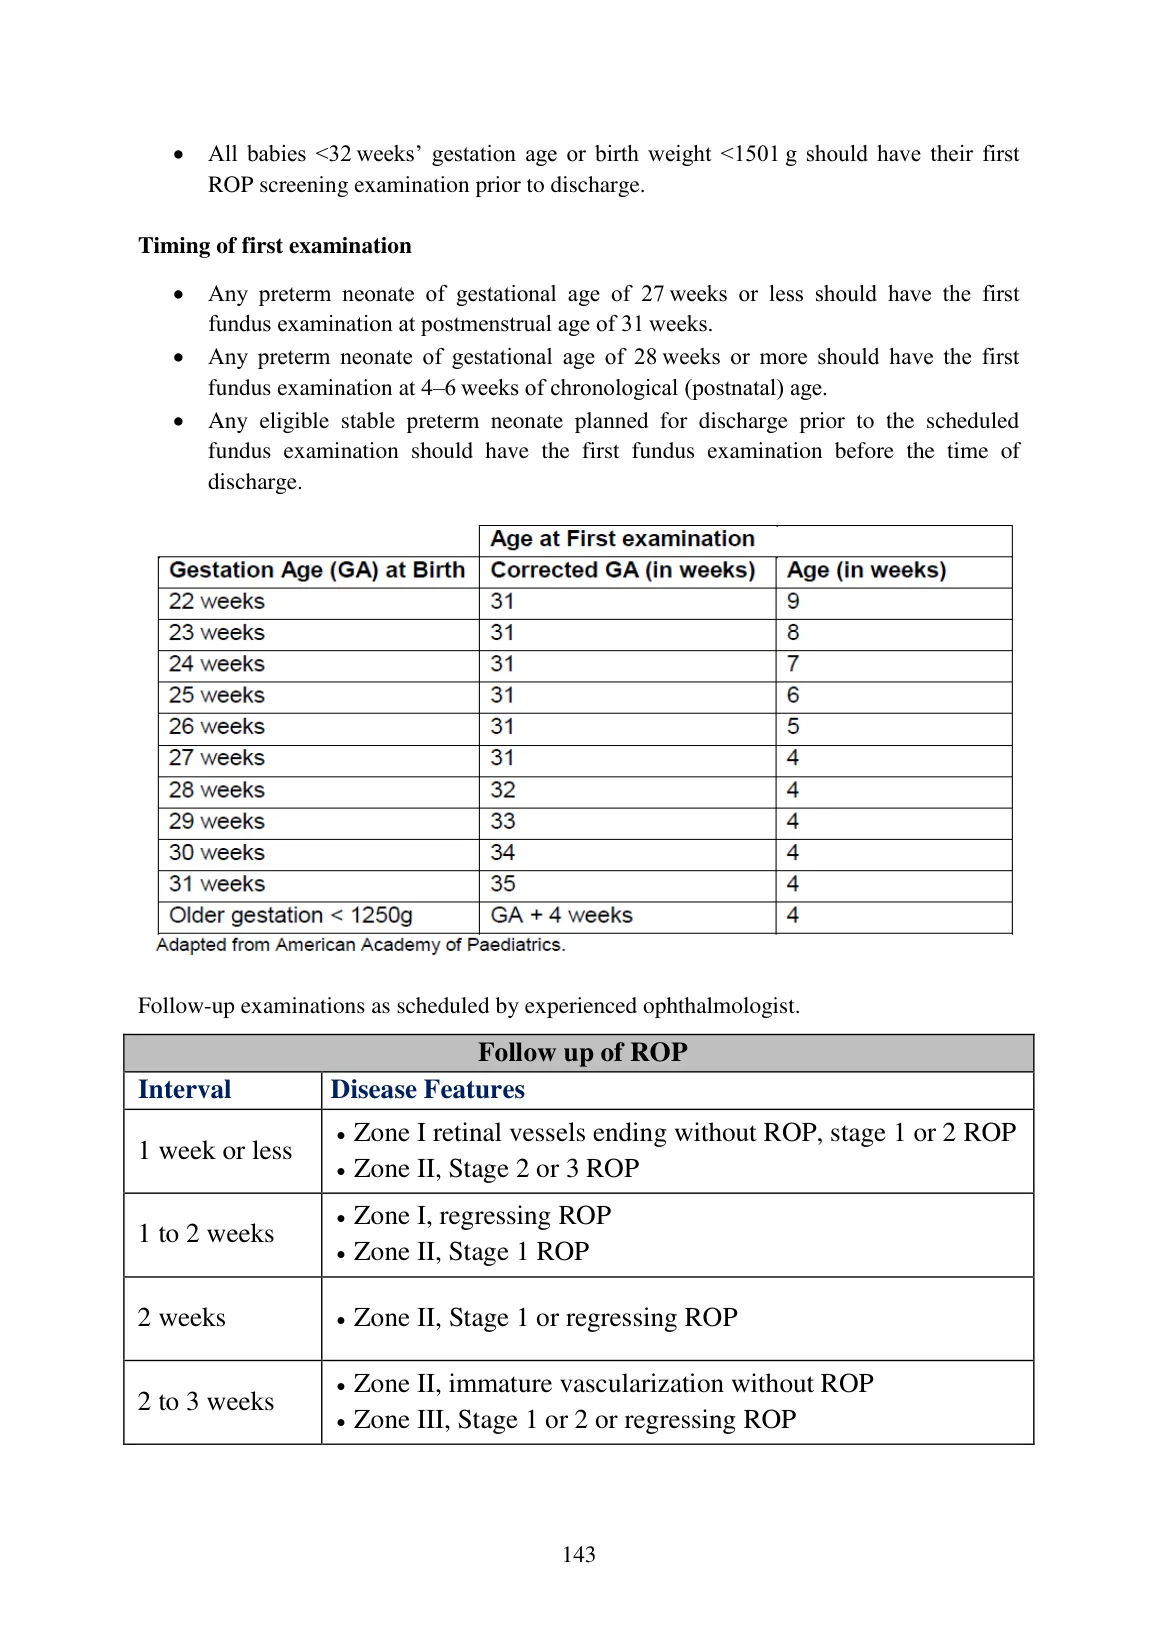 • All babies <32 weeks’ gestation age or birth weight <1501 g should have their first
ROP screening examination prior to discharge.
Timing of first examination
• Any preterm neonate of gestational age of 27 weeks or less should have the first
fundus examination at postmenstrual age of 31 weeks.
• Any preterm neonate of gestational age of 28 weeks or more should have the first
fundus examination at 4–6 weeks of chronological (postnatal) age.
• Any eligible stable preterm neonate planned for discharge prior to the scheduled
fundus examination should have the first fundus examination before the time of
discharge.
Age at First examination
Gestation Age (GA) at Birth Corrected GA (in weeks) Age (in weeks)
22 weeks 31 9
23 weeks 31 8
24 weeks 31 7
25 weeks 31 6
26 weeks 31 5
27 weeks 31 4
28 weeks 32 4
29 weeks 33 4
30 weeks 34 4
31 weeks 35 4
Older gestation < 1250g GA + 4 weeks 4
Adapted from American Academy of Paediatrics.
Follow-up examinations as scheduled by experienced ophthalmologist.
Follow up of ROP
Interval Disease Features
1 week or less
• Zone I retinal vessels ending without ROP, stage 1 or 2 ROP
• Zone II, Stage 2 or 3 ROP
1 to 2 weeks
• Zone I, regressing ROP
• Zone II, Stage 1 ROP
2 weeks • Zone II, Stage 1 or regressing ROP
2 to 3 weeks
• Zone II, immature vascularization without ROP
• Zone III, Stage 1 or 2 or regressing ROP
143